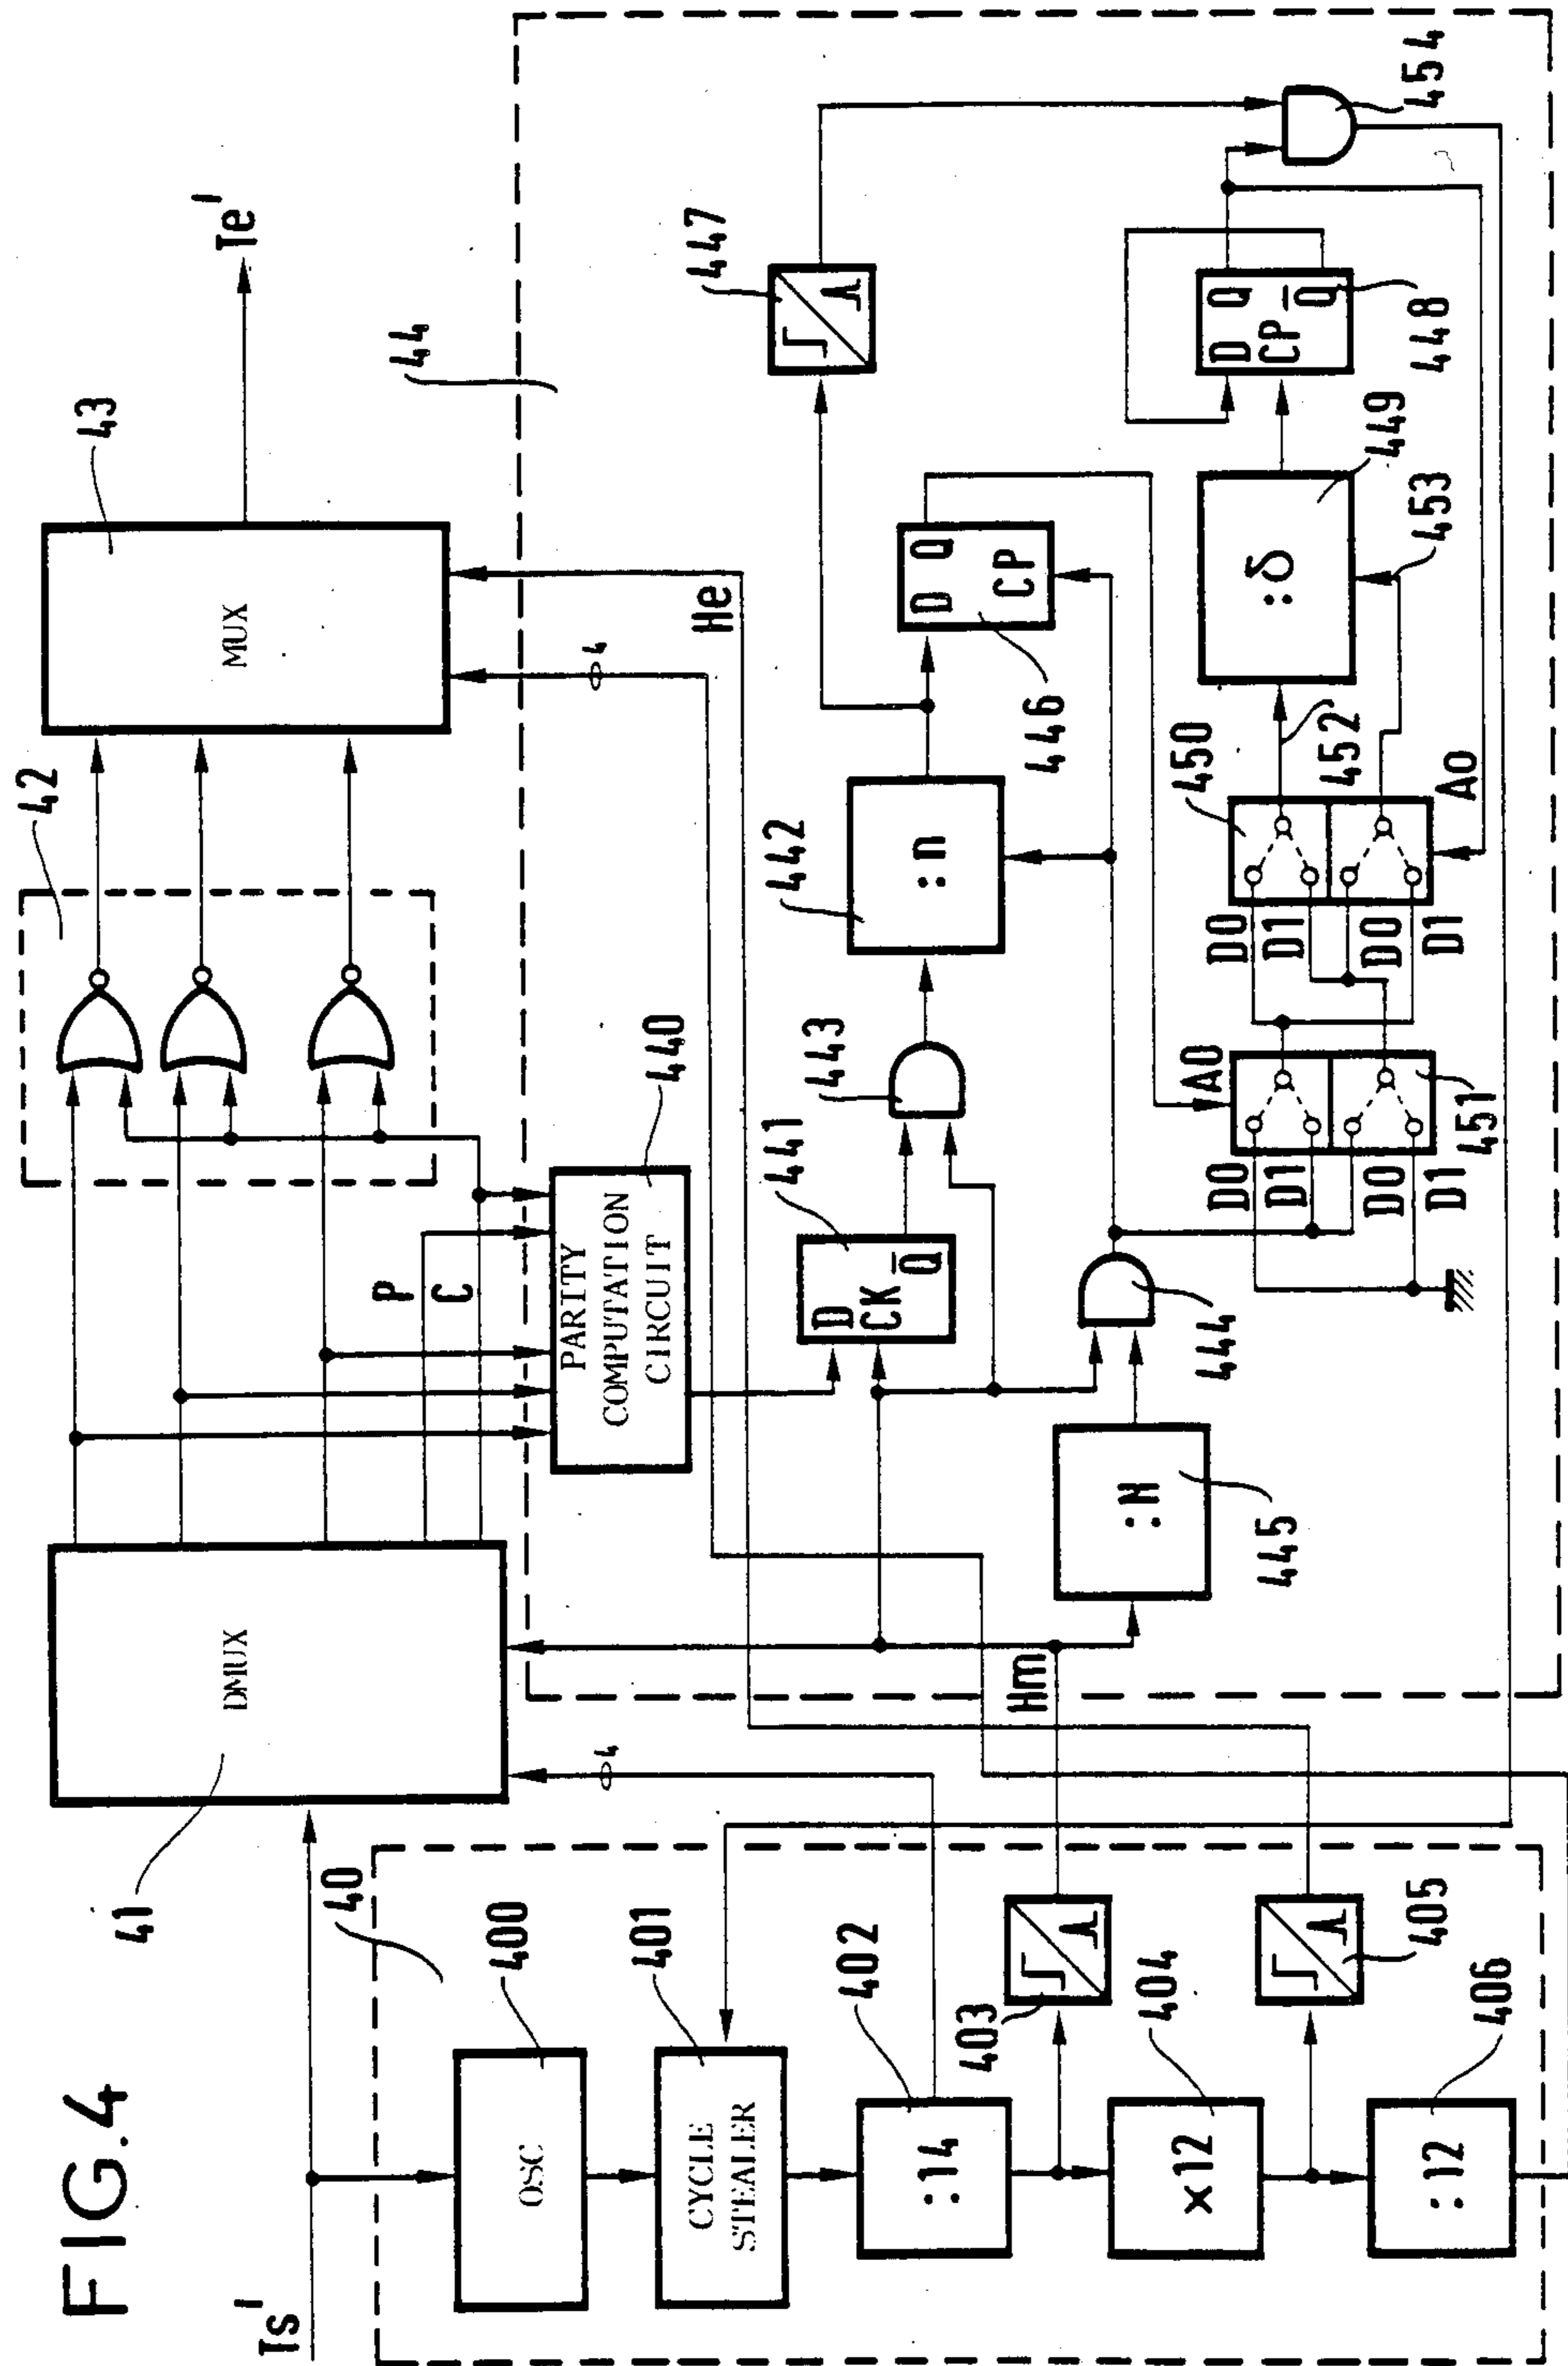 FIG.4
Ts'
41
DMUX
40
400
OSC
401
CYCLE
STEALER
402
:14
403
404
x12
405
406
:12
4
Hm
42
43
MUX
Te'
44
P
C
440
PARITY
COMPUTATION
CIRCUIT
4
He
441
D
CK
Q̅
443
442
:n
446
D
Q
CP
447
445
:N
444
D0
D1
D0
D1
451
A0
D0
D1
D0
D1
450
A0
452
453
449
:δ
448
D
Q
CP
Q̅
454